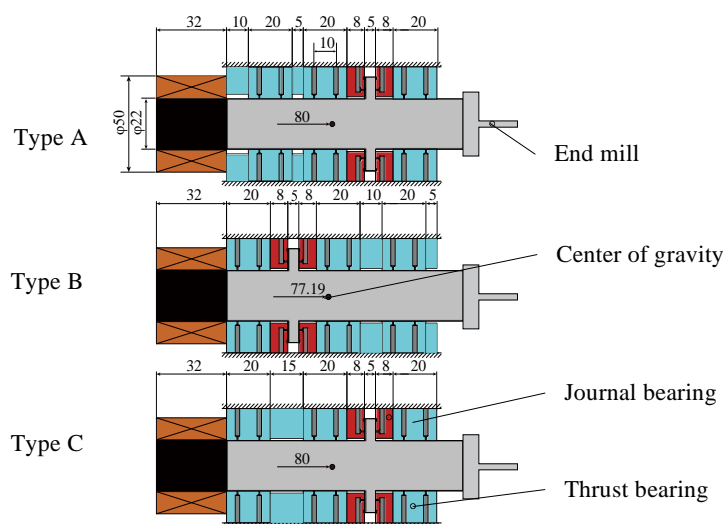 32 10 20 5 20 8 5 8 20
10
φ50
φ22
80
Type A
End mill
32 20 8 5 8 20 10 20 5
Type B
77.19
Center of gravity
32 20 15 20 8 5 8 20
Type C
80
Journal bearing
Thrust bearing